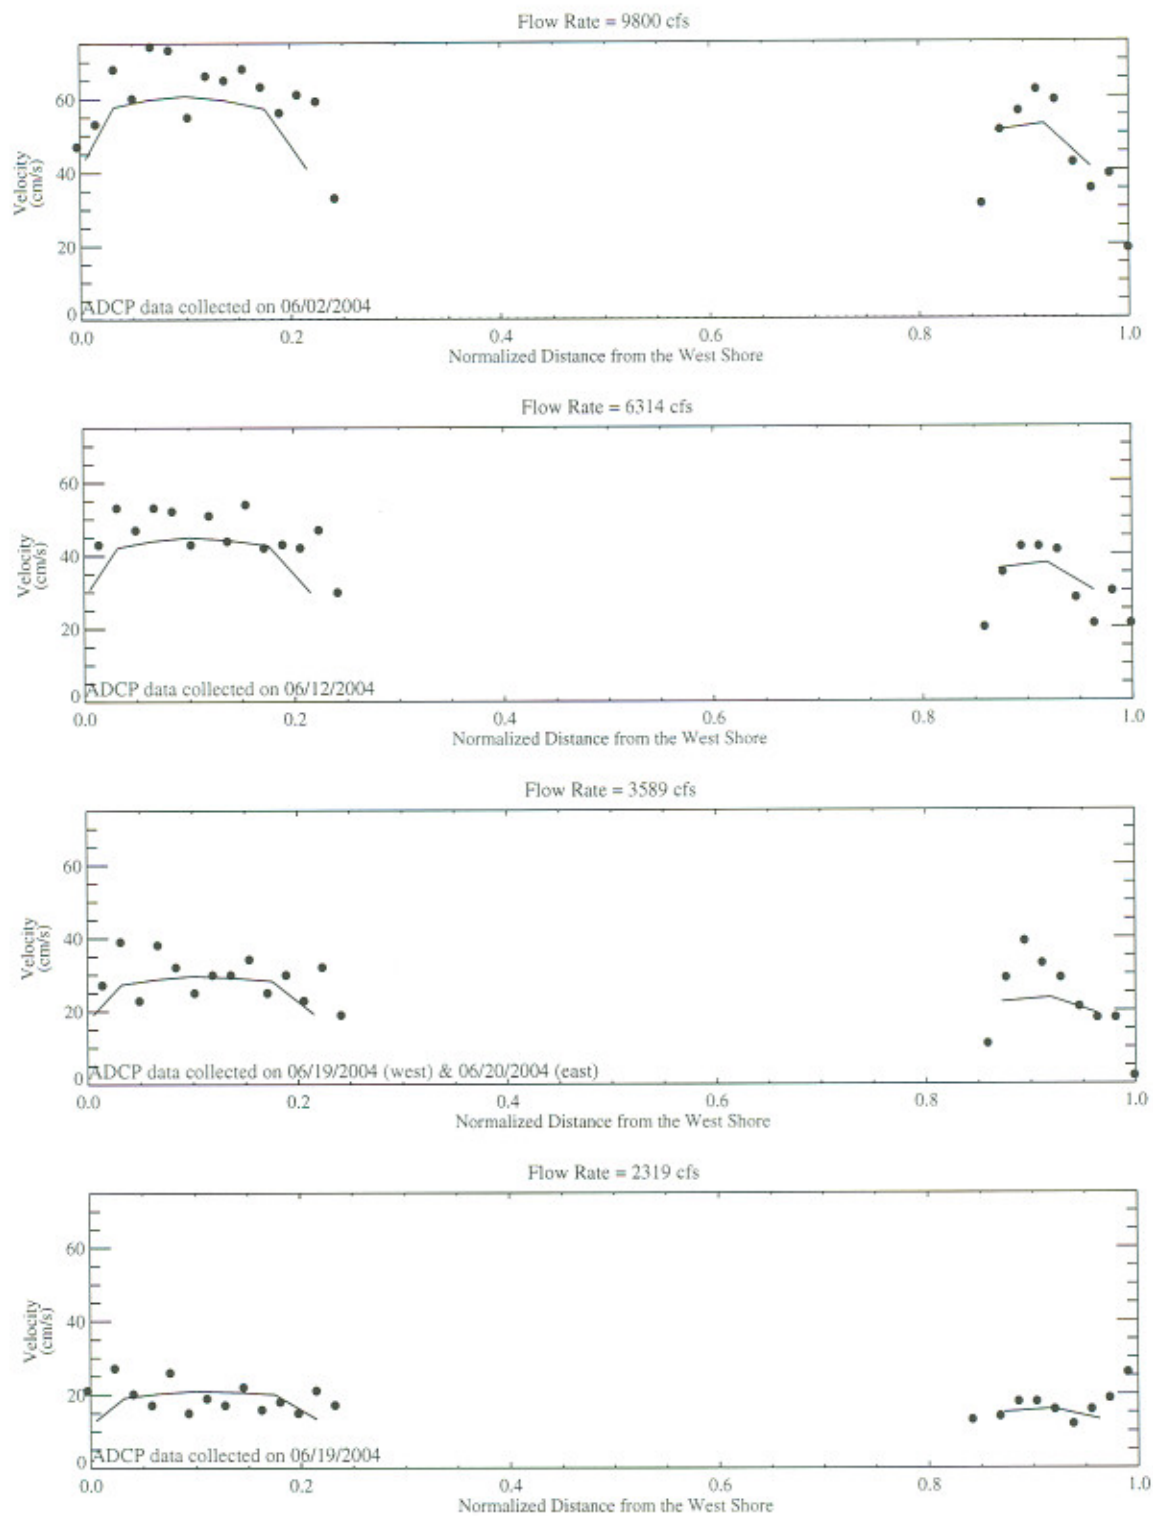 Flow Rate = 9800 cfs
60
40
20
0
Velocity
(cm/s)
ADCP data collected on 06/02/2004
0.0 0.2 0.4 0.6 0.8 1.0
Normalized Distance from the West Shore
Flow Rate = 6314 cfs
60
40
20
0
Velocity
(cm/s)
ADCP data collected on 06/12/2004
0.0 0.2 0.4 0.6 0.8 1.0
Normalized Distance from the West Shore
Flow Rate = 3589 cfs
60
40
20
0
Velocity
(cm/s)
ADCP data collected on 06/19/2004 (west) & 06/20/2004 (east)
0.0 0.2 0.4 0.6 0.8 1.0
Normalized Distance from the West Shore
Flow Rate = 2319 cfs
60
40
20
0
Velocity
(cm/s)
ADCP data collected on 06/19/2004
0.0 0.2 0.4 0.6 0.8 1.0
Normalized Distance from the West Shore